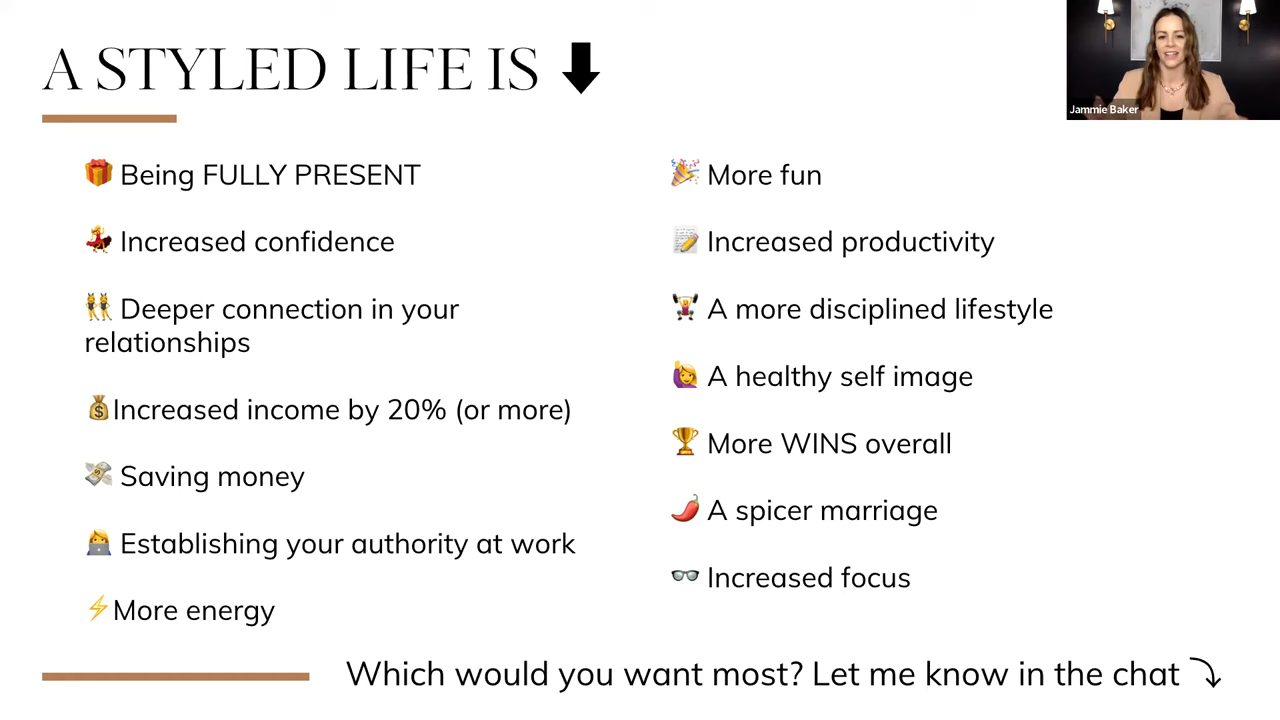 A STYLED LIFE IS
Jammie Baker
🎁 Being FULLY PRESENT
💃 Increased confidence
👯 Deeper connection in your
relationships
💰Increased income by 20% (or more)
💸 Saving money
👩‍💻 Establishing your authority at work
⚡More energy
🎉 More fun
📝 Increased productivity
🏋️‍♀️ A more disciplined lifestyle
🙋‍♀️ A healthy self image
🏆 More WINS overall
🌶️ A spicer marriage
👓 Increased focus
Which would you want most? Let me know in the chat